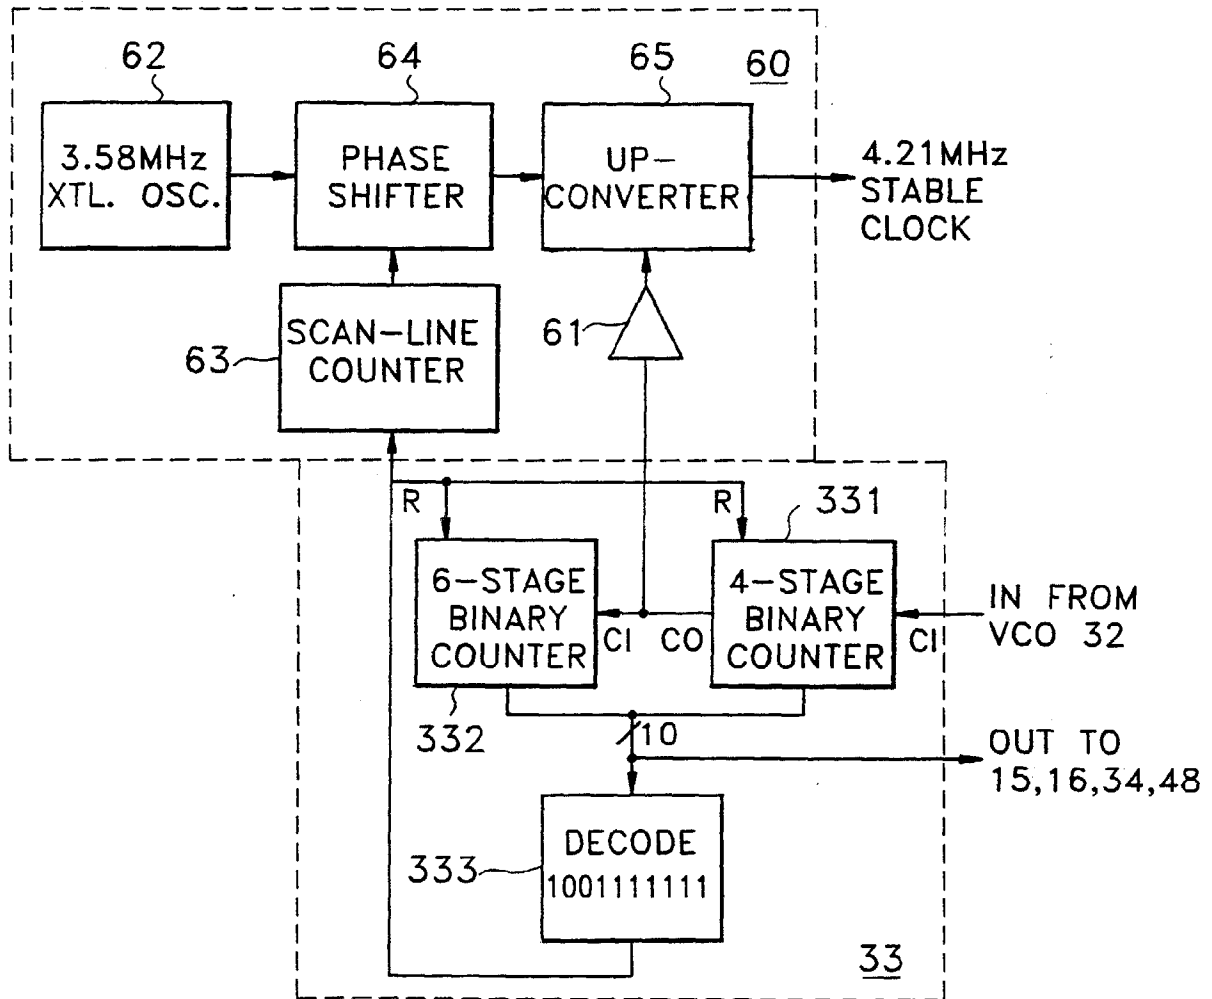 62
64
65
60
3.58MHz
XTL. OSC.
PHASE
SHIFTER
UP-
CONVERTER
4.21MHz
STABLE
CLOCK
63
SCAN-LINE
COUNTER
61
R
R
331
6-STAGE
BINARY
COUNTER
CI
CO
4-STAGE
BINARY
COUNTER
CI
IN FROM
VCO 32
332
10
OUT TO
15,16,34,48
333
DECODE
1001111111
33